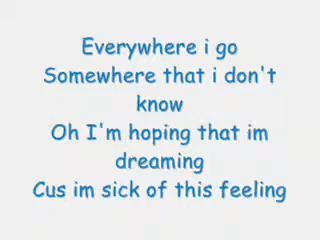 Everywhere i go
Somewhere that i don't
know
Oh I'm hoping that im
dreaming
Cus im sick of this feeling